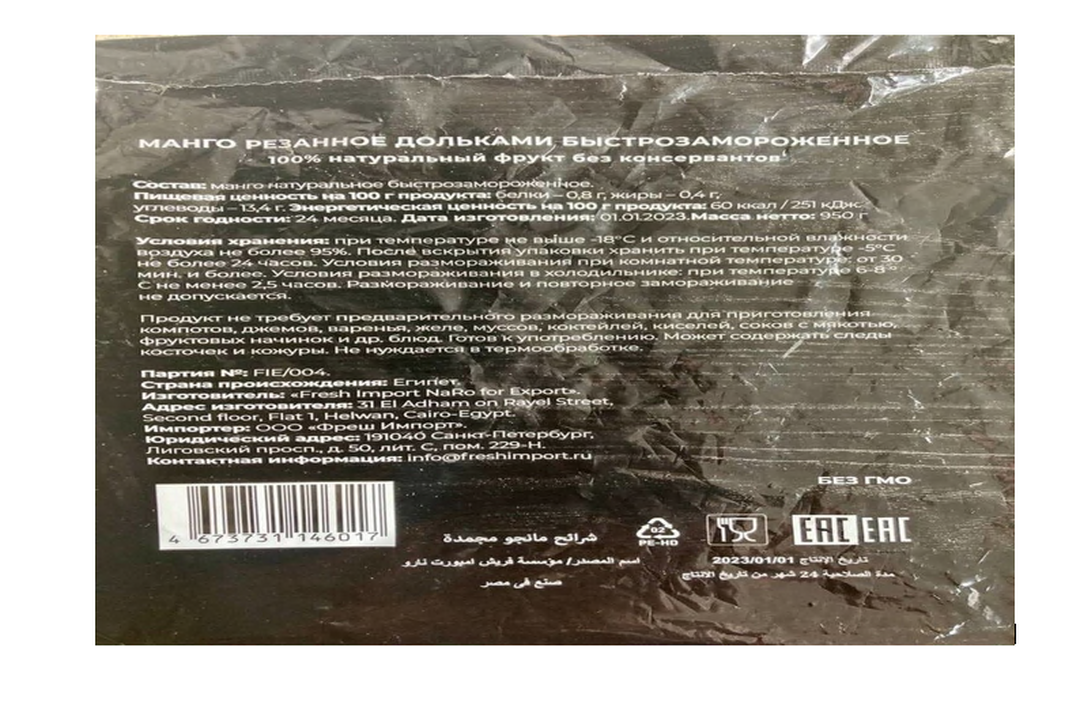 МАНГО РЕЗАННОЕ ДОЛЬКАМИ БЫСТРОЗАМОРОЖЕННОЕ
100% натуральный фрукт без консервантов
Состав: манго натуральное быстрозамороженное.
Пищевая ценность на 100 г продукта: белки – 0,8 г, жиры – 0,4 г,
углеводы – 13,4 г. Энергетическая ценность на 100 г продукта: 60 ккал / 251 кДж.
Срок годности: 24 месяца. Дата изготовления: 01.01.2023. Масса нетто: 950 г
Условия хранения: при температуре не выше -18°C и относительной влажности
воздуха не более 95%. После вскрытия упаковки хранить при температуре -5°C
не более 24 часов. Условия размораживания при комнатной температуре: от 30
мин. и более. Условия размораживания в холодильнике: при температуре 6-8°
С не менее 2,5 часов. Размораживание и повторное замораживание
не допускается.
Продукт не требует предварительного размораживания для приготовления
компотов, джемов, варенья, желе, муссов, коктейлей, киселей, соков с мякотью,
фруктовых начинок и др. блюд. Готов к употреблению. Может содержать следы
косточек и кожуры. Не нуждается в термообработке.
Партия №: FIE/004.
Страна происхождения: Египет.
Изготовитель: «Fresh Import NaRo for Export».
Адрес изготовителя: 31 El Adham on Rayel Street,
Second floor, Flat 1, Helwan, Cairo-Egypt.
Импортер: ООО «Фреш Импорт».
Юридический адрес: 191040 Санкт-Петербург,
Лиговский просп., д. 50, лит. С, пом. 229-Н.
Контактная информация: info@freshimport.ru
БЕЗ ГМО
4 673731 146017
02
PE-HD
EAC EAC
شرائح مانجو مجمدة
اسم المصدر/ مؤسسة فريش امبورت نارو
صنع فى مصر
تاريخ الانتاج 2023/01/01
مدة الصلاحية 24 شهر من تاريخ الانتاج